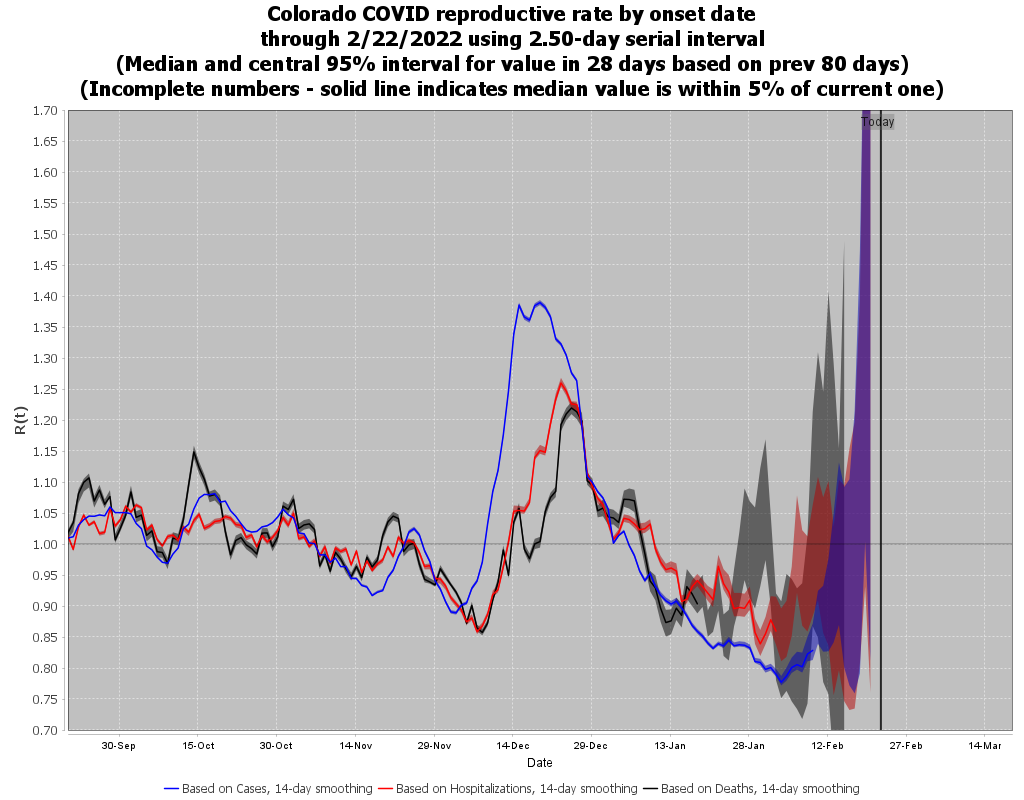 Colorado COVID reproductive rate by onset date
through 2/22/2022 using 2.50-day serial interval
(Median and central 95% interval for value in 28 days based on prev 80 days)
(Incomplete numbers - solid line indicates median value is within 5% of current one)
1.70
Today
1.65
1.60
1.55
1.50
1.45
1.40
1.35
1.30
1.25
1.20
R(t)
1.15
1.10
1.05
1.00
0.95
0.90
0.85
0.80
0.75
0.70
30-Sep 15-Oct 30-Oct 14-Nov 29-Nov 14-Dec 29-Dec 13-Jan 28-Jan 12-Feb 27-Feb 14-Mar
Date
Based on Cases, 14-day smoothing Based on Hospitalizations, 14-day smoothing Based on Deaths, 14-day smoothing